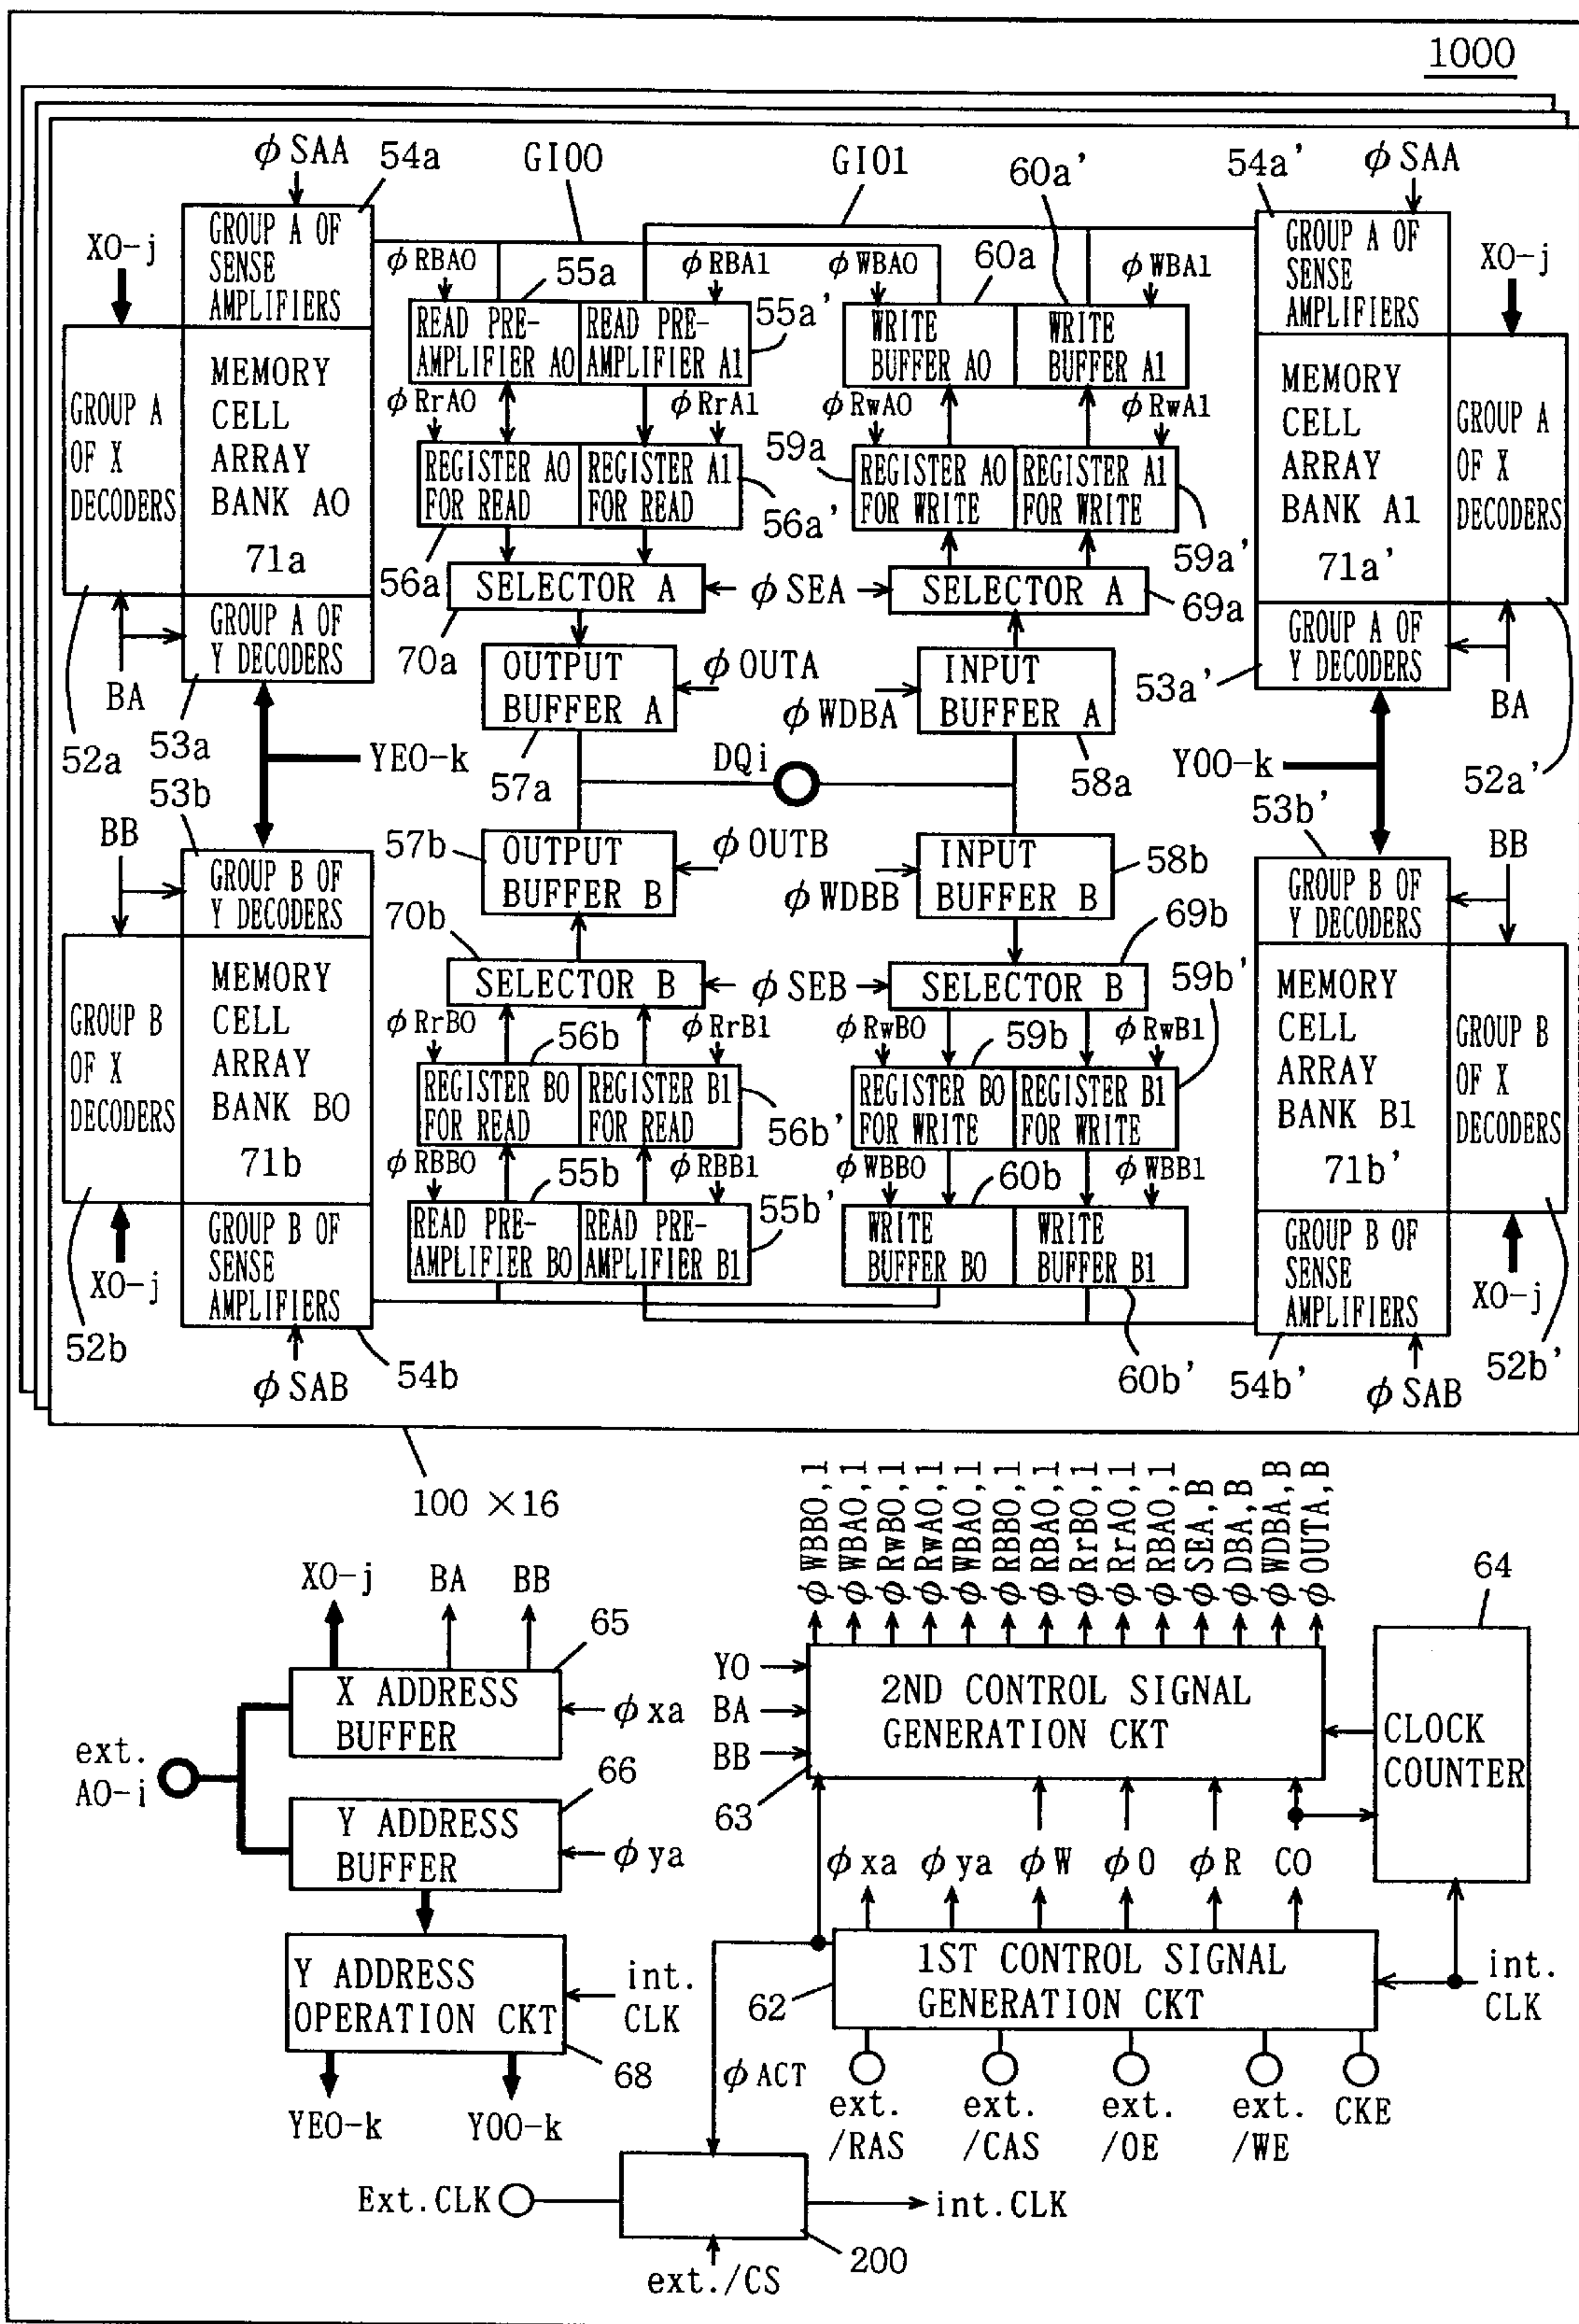 1000
φSAA
54a
GI00
GI01
60a'
54a'
φSAA
GROUP A OF
SENSE
AMPLIFIERS
X0-j
φRBA0
55a
φRBA1
φWBA0
60a
φWBA1
GROUP A OF
SENSE
AMPLIFIERS
X0-j
READ PRE-
AMPLIFIER A0
READ PRE-
AMPLIFIER A1
55a'
WRITE
BUFFER A0
WRITE
BUFFER A1
GROUP A
OF X
DECODERS
MEMORY
CELL
ARRAY
BANK A0
71a
φRrA0
φRrA1
φRwA0
φRwA1
MEMORY
CELL
ARRAY
BANK A1
71a'
GROUP A
OF X
DECODERS
REGISTER A0
FOR READ
REGISTER A1
FOR READ
56a'
59a
REGISTER A0
FOR WRITE
REGISTER A1
FOR WRITE
59a'
56a
SELECTOR A
φSEA
SELECTOR A
69a
GROUP A OF
Y DECODERS
BA
70a
OUTPUT
BUFFER A
φOUTA
φWDBA
INPUT
BUFFER A
53a'
GROUP A OF
Y DECODERS
BA
52a
53a
YE0-k
57a
DQi
58a
YO0-k
52a'
53b
53b'
BB
57b
OUTPUT
BUFFER B
φOUTB
φWDBB
INPUT
BUFFER B
58b
BB
GROUP B OF
Y DECODERS
70b
69b
GROUP B OF
Y DECODERS
SELECTOR B
φSEB
SELECTOR B
59b'
GROUP B
OF X
DECODERS
MEMORY
CELL
ARRAY
BANK B0
71b
φRrB0
56b
φRrB1
φRwB0
59b
φRwB1
MEMORY
CELL
ARRAY
BANK B1
71b'
GROUP B
OF X
DECODERS
REGISTER B0
FOR READ
REGISTER B1
FOR READ
56b'
REGISTER B0
FOR WRITE
REGISTER B1
FOR WRITE
φRBB0
55b
φRBB1
φWBB0
60b
φWBB1
READ PRE-
AMPLIFIER B0
READ PRE-
AMPLIFIER B1
55b'
WRITE
BUFFER B0
WRITE
BUFFER B1
X0-j
GROUP B OF
SENSE
AMPLIFIERS
GROUP B OF
SENSE
AMPLIFIERS
X0-j
52b
φSAB
54b
60b'
54b'
φSAB
52b'
100 ×16
φWBB0,1
φWBA0,1
φRwB0,1
φRwA0,1
φWBA0,1
φRBB0,1
φRBA0,1
φRrB0,1
φRrA0,1
φRBA0,1
φSEA,B
φDBA,B
φWDBA,B
φOUTA,B
64
X0-j
BA
BB
65
X ADDRESS
BUFFER
φxa
Y0
BA
BB
2ND CONTROL SIGNAL
GENERATION CKT
CLOCK
COUNTER
ext.
A0-i
66
63
Y ADDRESS
BUFFER
φya
φxa
φya
φW
φO
φR
CO
Y ADDRESS
OPERATION CKT
int.
CLK
68
62
1ST CONTROL SIGNAL
GENERATION CKT
int.
CLK
YE0-k
YO0-k
φACT
ext.
/RAS
ext.
/CAS
ext.
/OE
ext.
/WE
CKE
Ext.CLK
int.CLK
200
ext./CS